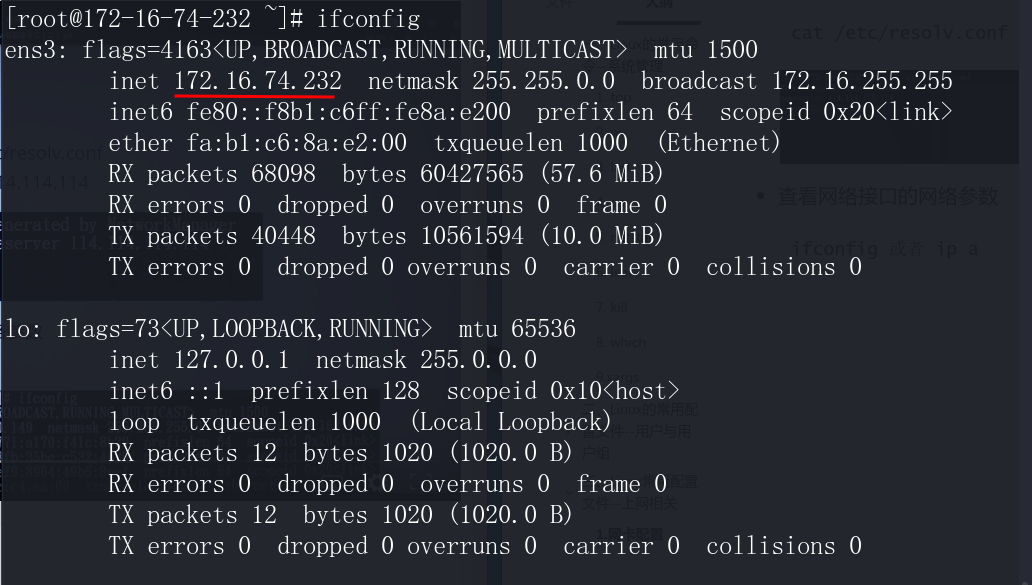 [root@172-16-74-232 ~]# ifconfig
ens3: flags=4163<UP,BROADCAST,RUNNING,MULTICAST>  mtu 1500
        inet 172.16.74.232  netmask 255.255.0.0  broadcast 172.16.255.255
        inet6 fe80::f8b1:c6ff:fe8a:e200  prefixlen 64  scopeid 0x20<link>
        ether fa:b1:c6:8a:e2:00  txqueuelen 1000  (Ethernet)
        RX packets 68098  bytes 60427565 (57.6 MiB)
        RX errors 0  dropped 0  overruns 0  frame 0
        TX packets 40448  bytes 10561594 (10.0 MiB)
        TX errors 0  dropped 0 overruns 0  carrier 0  collisions 0
lo: flags=73<UP,LOOPBACK,RUNNING>  mtu 65536
        inet 127.0.0.1  netmask 255.0.0.0
        inet6 ::1  prefixlen 128  scopeid 0x10<host>
        loop  txqueuelen 1000  (Local Loopback)
        RX packets 12  bytes 1020 (1020.0 B)
        RX errors 0  dropped 0  overruns 0  frame 0
        TX packets 12  bytes 1020 (1020.0 B)
        TX errors 0  dropped 0 overruns 0  carrier 0  collisions 0
cat /etc/resolv.conf
查看网络接口的网络参数
ifconfig 或者 ip a
7. kill
8. which